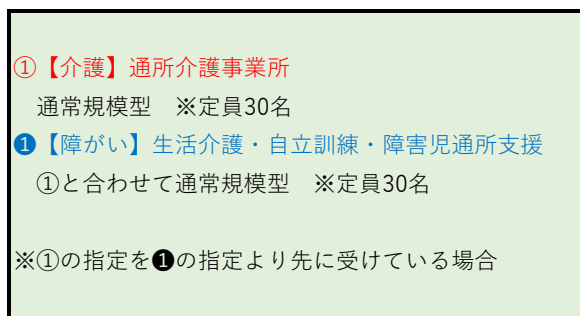 ①【介護】通所介護事業所
通常規模型　※定員30名
❶【障がい】生活介護・自立訓練・障害児通所支援
①と合わせて通常規模型　※定員30名
※①の指定を❶の指定より先に受けている場合